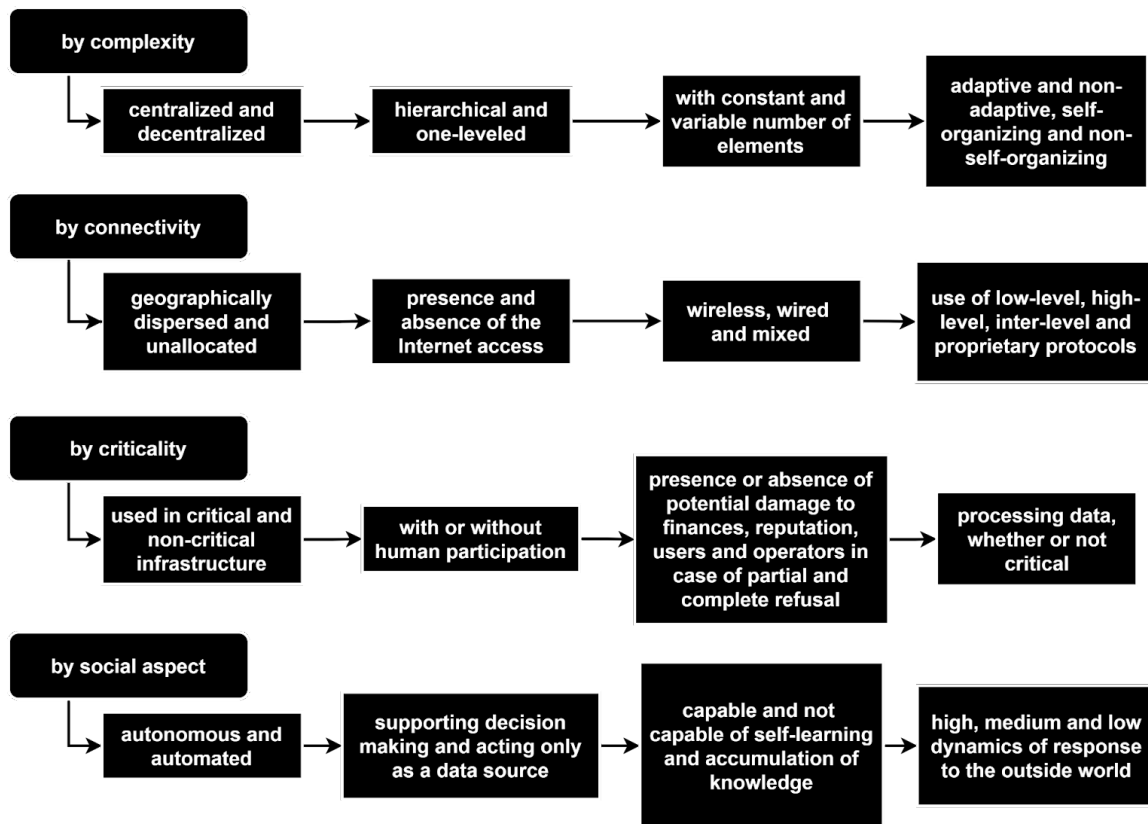 by complexity
centralized and
decentralized
hierarchical and
one-leveled
with constant and
variable number of
elements
adaptive and non-
adaptive, self-
organizing and non-
self-organizing
by connectivity
geographically
dispersed and
unallocated
presence and
absence of the
Internet access
wireless, wired
and mixed
use of low-level, high-
level, inter-level and
proprietary protocols
by criticality
used in critical and
non-critical
infrastructure
with or without
human participation
presence or absence of
potential damage to
finances, reputation,
users and operators in
case of partial and
complete refusal
processing data,
whether or not
critical
by social aspect
autonomous and
automated
supporting decision
making and acting only
as a data source
capable and not
capable of self-learning
and accumulation of
knowledge
high, medium and low
dynamics of response
to the outside world